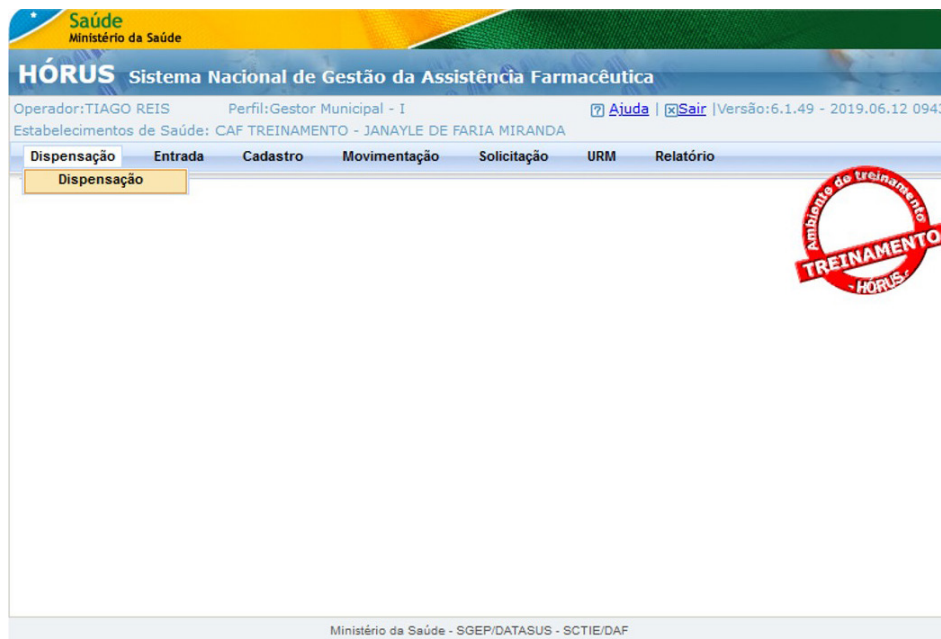 Saúde
Ministério da Saúde
HÓRUS Sistema Nacional de Gestão da Assistência Farmacêutica
Operador:TIAGO REIS Perfil:Gestor Municipal - I Ajuda | Sair |Versão:6.1.49 - 2019.06.12 094
Estabelecimentos de Saúde: CAF TREINAMENTO - JANAYLE DE FARIA MIRANDA
Dispensação Entrada Cadastro Movimentação Solicitação URM Relatório
Dispensação
Ambiente de treinamento
TREINAMENTO
- HÓRUS -
Ministério da Saúde - SGEP/DATASUS - SCTIE/DAF